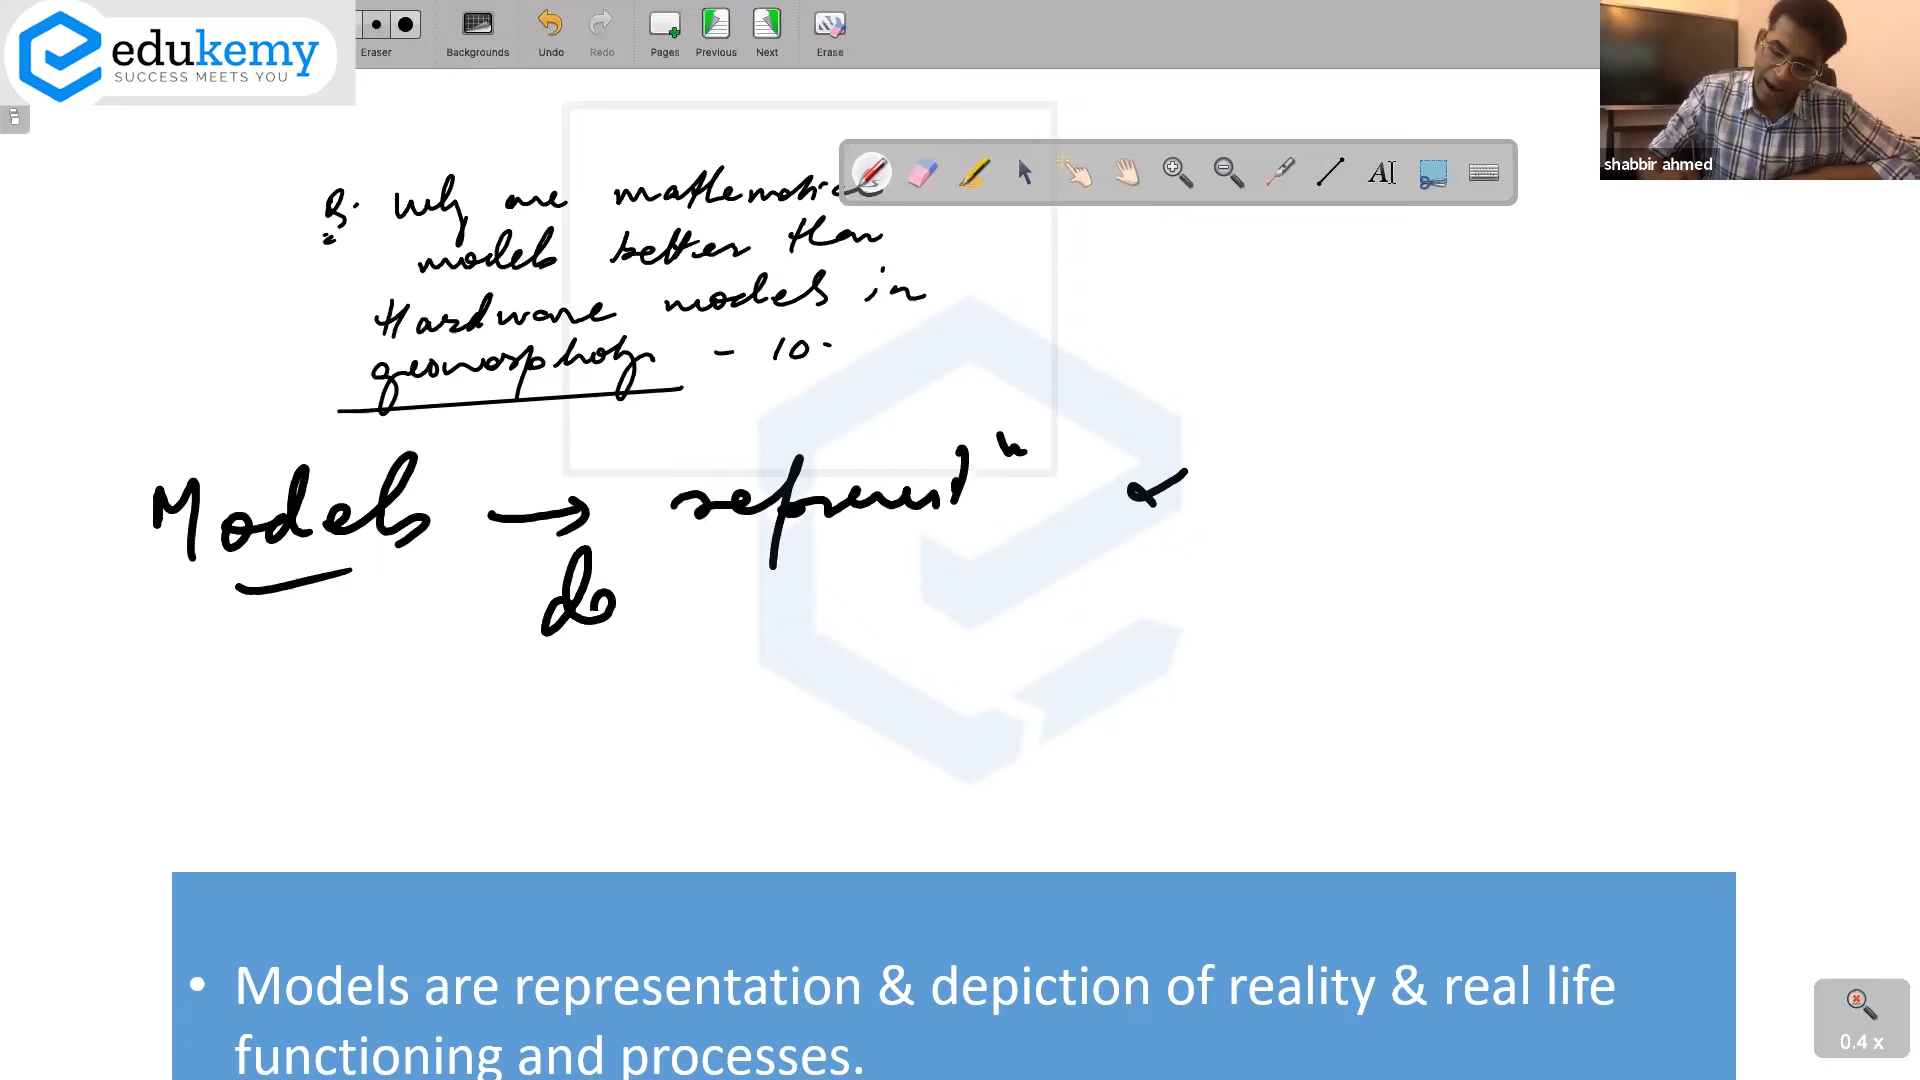 edukemy
SUCCESS MEETS YOU
Eraser
Backgrounds
Undo
Redo
Pages
Previous
Next
Erase
shabbir ahmed
Q. Why are mathematical
models better than
Hardware models in
geomorphology - 10-
Models → represent^n &
de
• Models are representation & depiction of reality & real life
functioning and processes.
0.4 x